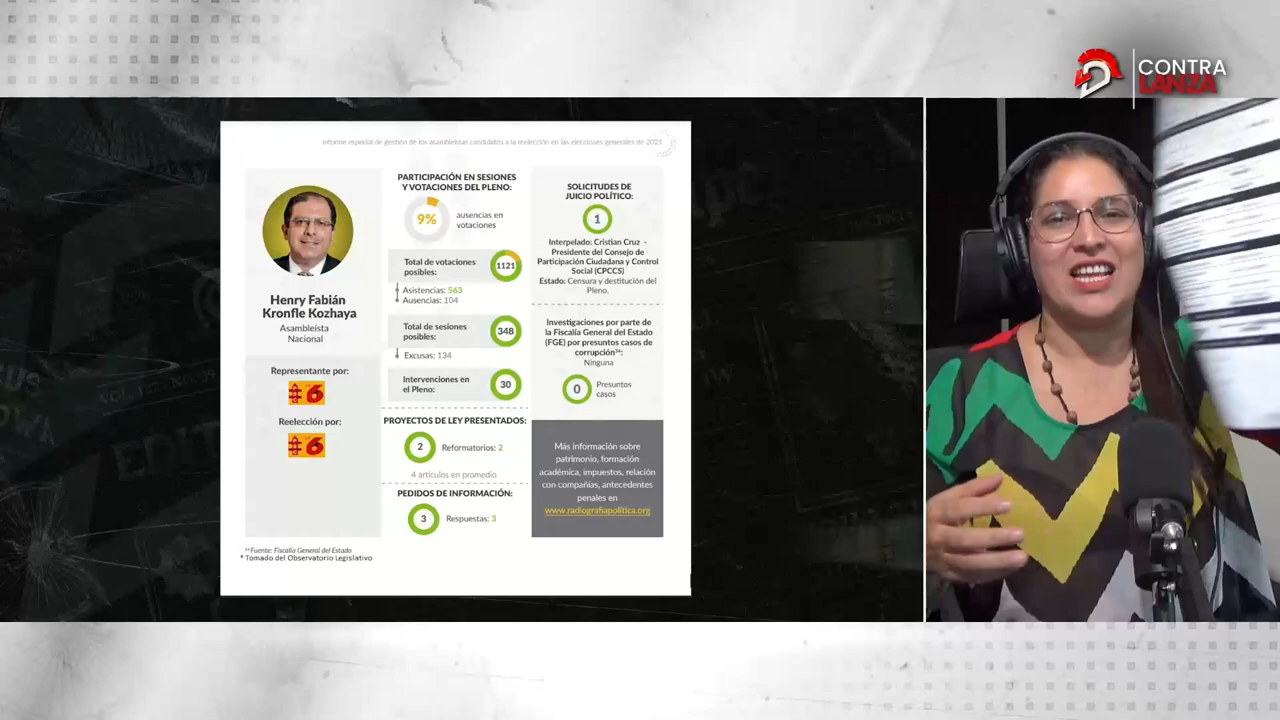 CONTRA
LANZA
Informe especial de gestión de los asambleístas candidatos a la reelección en las elecciones generales de 2021
Henry Fabián
Kronfle Kozhaya
Asambleísta
Nacional
Representante por:
6
Reelección por:
6
PARTICIPACIÓN EN SESIONES
Y VOTACIONES DEL PLENO:
9%
ausencias en
votaciones
Total de votaciones
posibles:
1121
Asistencias: 563
Ausencias: 104
Total de sesiones
posibles:
348
Excusas: 134
Intervenciones en
el Pleno:
30
PROYECTOS DE LEY PRESENTADOS:
2
Reformatorios: 2
4 artículos en promedio
PEDIDOS DE INFORMACIÓN:
3
Respuestas: 3
SOLICITUDES DE
JUICIO POLÍTICO:
1
Interpelado: Cristian Cruz -
Presidente del Consejo de
Participación Ciudadana y Control
Social (CPCCS)
Estado: Censura y destitución del
Pleno.
Investigaciones por parte de
la Fiscalía General del Estado
(FGE) por presuntos casos de
corrupción³⁴:
Ninguna
0
Presuntos
casos
Más información sobre
patrimonio, formación
académica, impuestos, relación
con compañías, antecedentes
penales en
www.radiografiapolitica.org
³⁴Fuente: Fiscalía General del Estado
* Tomado del Observatorio Legislativo